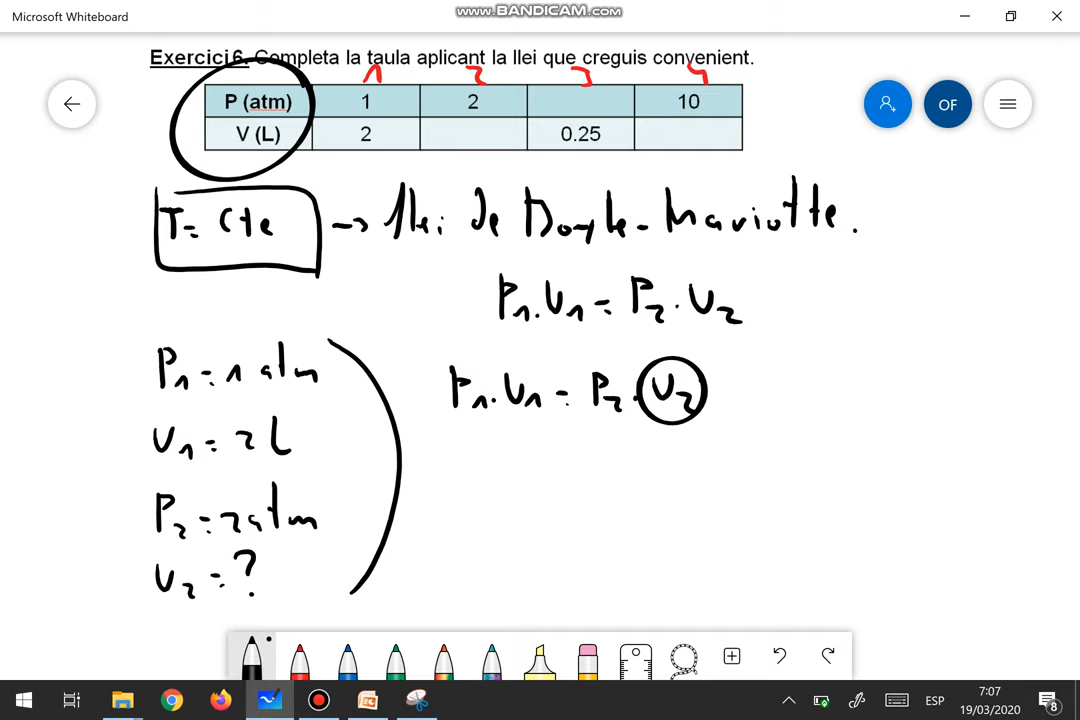 Microsoft Whiteboard
www.BANDICAM.com
Exercici6. Completa la taula aplicant la llei que creguis convenient.
1 2 3 4
P (atm) 1 2 10
V (L) 2 0.25
OF
T= Cte → llei de Boyle-Mariotte.
P1.V1 = P2.V2
P1 = 1 atm
P1.V1 = P2.V2
V1 = 2 L
P2 = 2 atm
V2 = ?
ESP
7:07
19/03/2020
8